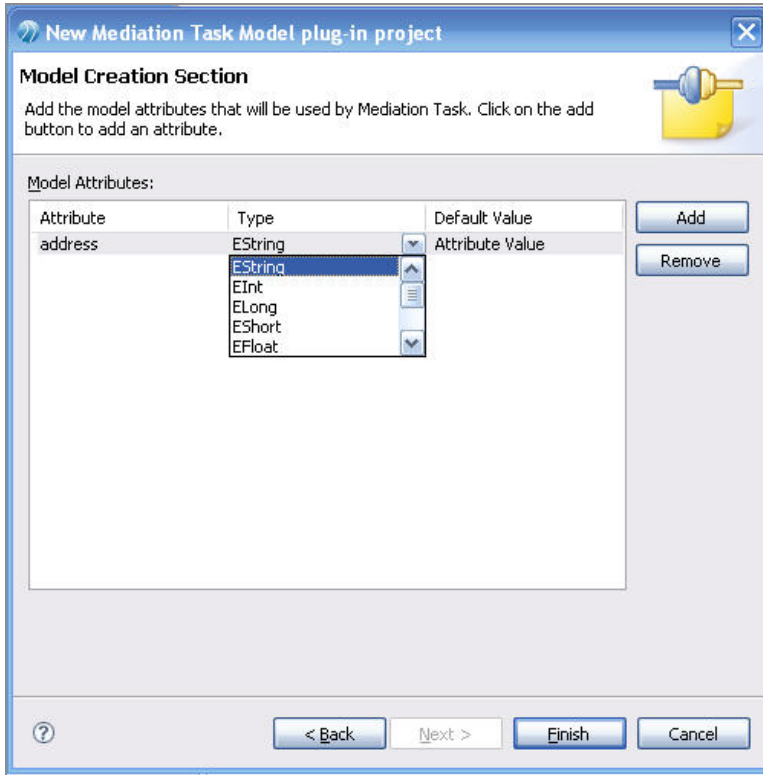 New Mediation Task Model plug-in project
Model Creation Section
Add the model attributes that will be used by Mediation Task. Click on the add
button to add an attribute.
Model Attributes:
Attribute Type Default Value
Add
address EString Attribute Value
Remove
EString
EInt
ELong
EShort
EFloat
? < Back Next > Finish Cancel